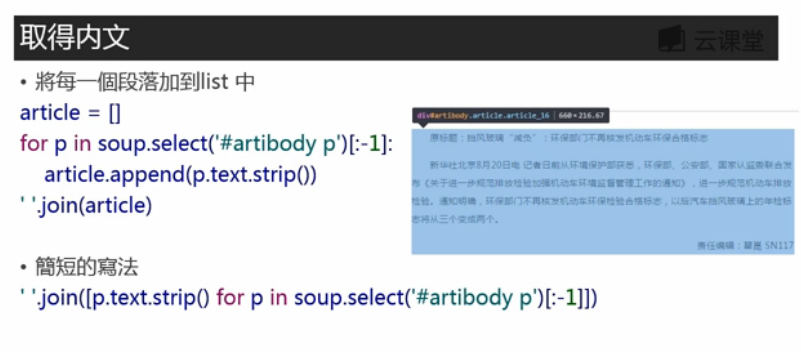 取得内文
云课堂
• 將每一個段落加到list 中
article = []
for p in soup.select('#artibody p')[:-1]:
article.append(p.text.strip())
' '.join(article)
div#artibody.article.article_16 | 660×216.67
原标题：挡风玻璃“减负”：环保部门不再核发机动车环保合格标志
新华社北京8月20日电 记者日前从环境保护部获悉，环保部、公安部、国家认监委联合发
布《关于进一步规范排放检验加强机动车环境监督管理工作的通知》，进一步规范机动车排放
检验。通知明确，环保部门不再核发机动车环保检验合格标志，以后汽车挡风玻璃上的年检标
志将从三个变成两个。
责任编辑： SN117
• 簡短的寫法
' '.join([p.text.strip() for p in soup.select('#artibody p')[:-1]])